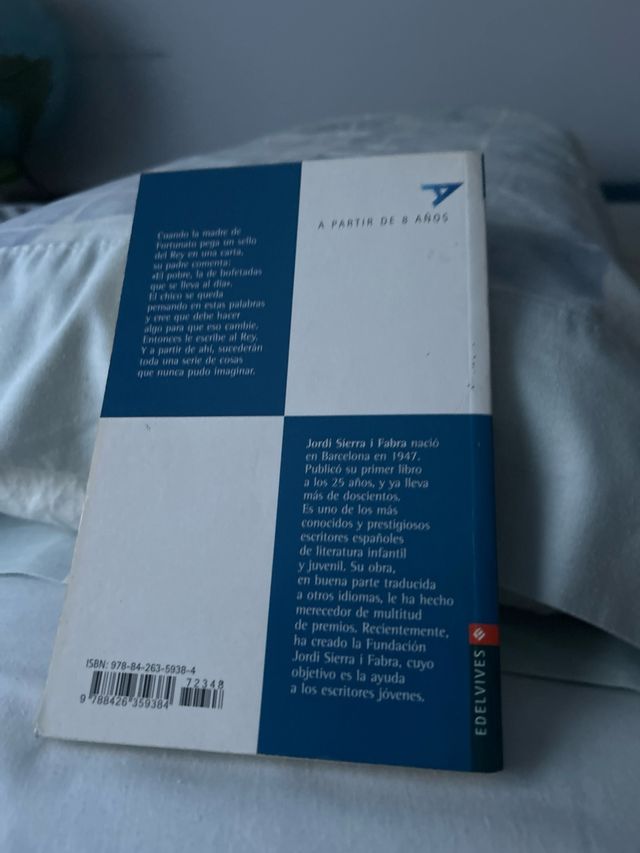 A PARTIR DE 8 AÑOS
Cuando la madre de
Fortunato pega un sello
del Rey en una carta,
su padre comenta:
«El pobre, la de bofetadas
que se lleva al día».
El chico se queda
pensando en estas palabras
y cree que debe hacer
algo para que eso cambie.
Entonces le escribe al Rey.
Y a partir de ahí, sucederán
toda una serie de cosas
que nunca pudo imaginar.
Jordi Sierra i Fabra nació
en Barcelona en 1947.
Publicó su primer libro
a los 25 años, y ya lleva
más de doscientos.
Es uno de los más
conocidos y prestigiosos
escritores españoles
de literatura infantil
y juvenil. Su obra,
en buena parte traducida
a otros idiomas, le ha hecho
merecedor de multitud
de premios. Recientemente,
ha creado la Fundación
Jordi Sierra i Fabra, cuyo
objetivo es la ayuda
a los escritores jóvenes.
ISBN: 978-84-263-5938-4
72348
9 788426 359384
EDELVIVES